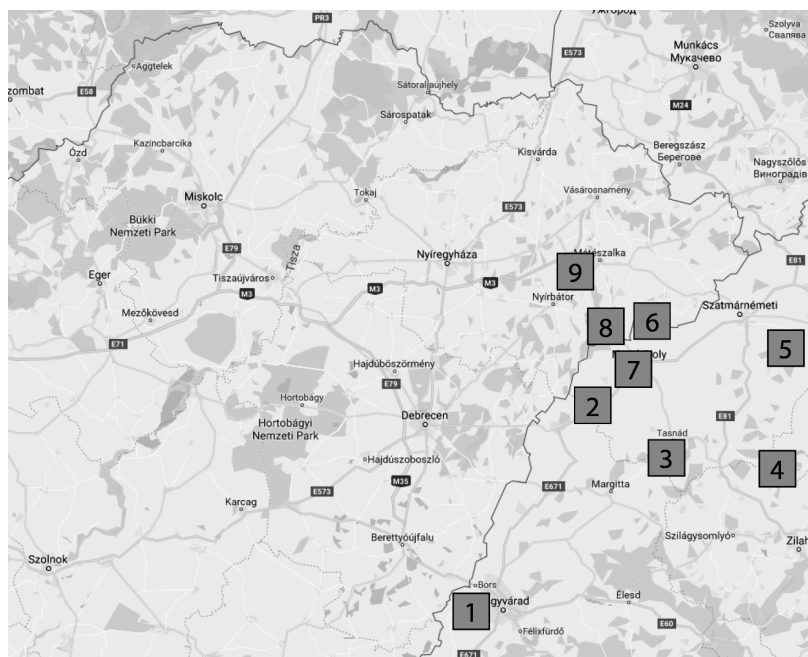 PR3
Ужгород
Szolyva
Свалява
Munkács
Мукачево
E573
Aggtelek
zombat
E58
Sátoraljaújhely
Sárospatak
M24
Ózd
Kazincbarcika
Kisvárda
Beregszász
Берегове
Nagyszőlős
Виноградів
Miskolc
Tokaj
Vásárosnamény
Bükki
Nemzeti Park
E573
E79
Tisza
Nyíregyháza
Mátészalka
E81
Eger
Tiszaújváros
M3
M3
M3
9
Nyírbátor
Mezőkövesd
Szatmárnémeti
8
6
E71
5
Hajdúböszörmény
oly
7
E79
Hortobágy
2
Debrecen
E81
Hortobágyi
Nemzeti Park
Tasnád
3
Hajdúszoboszló
4
M35
E573
E671
Margitta
Karcag
Berettyóújfalu
Szilágysomlyó
Zilah
Szolnok
Bors
Élesd
1
gyvárad
Félixfürdő
E60
E671